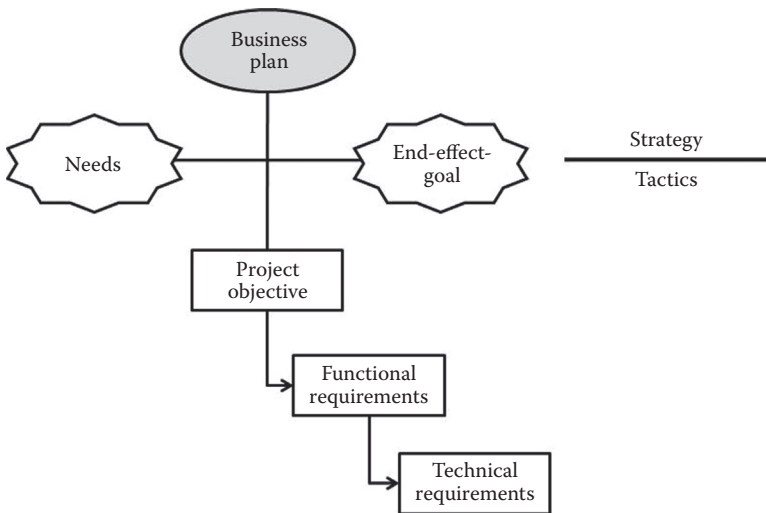 Business
plan
Needs
End-effect-
goal
Strategy
Tactics
Project
objective
Functional
requirements
Technical
requirements